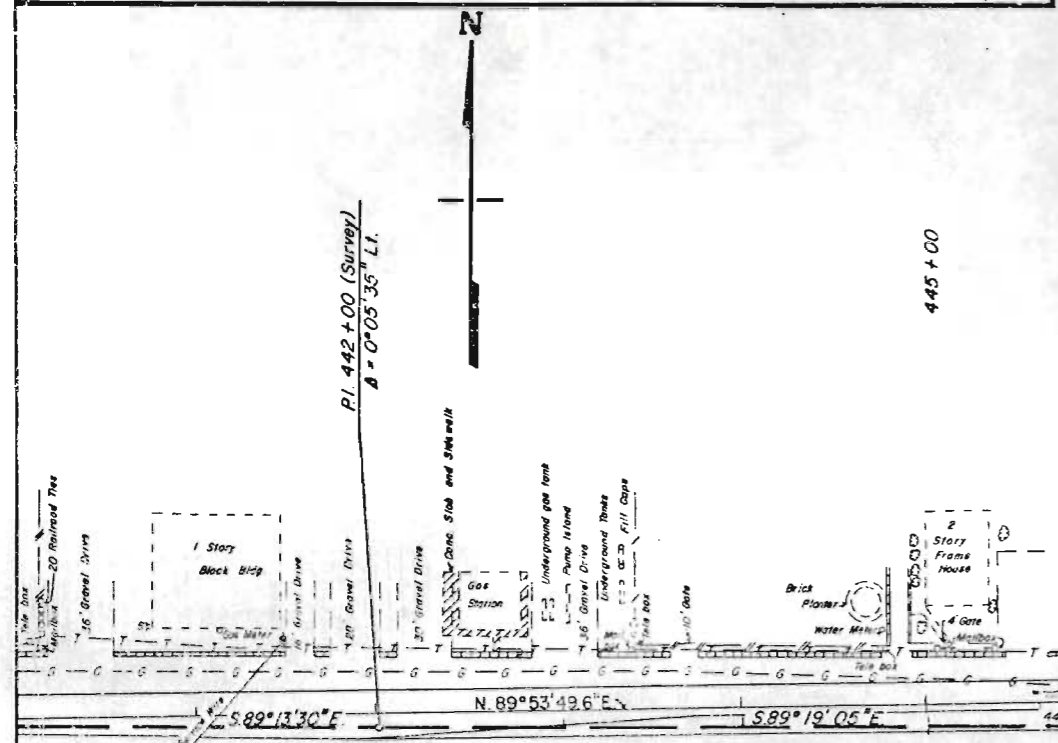 N
P.I. 442+00 (Survey)
Δ = 0°05'35" Lt.
445+00
Tele box
20 Railroad Ties
36' Gravel Drive
1 Story
Block Bldg
Gas Meter
Gravel Drive
Gravel Drive
30' Gravel Drive
Conc Slab and Sidewalk
Gas
Station
Underground gas tank
Pump Island
36' Gravel Drive
Underground Tanks
Fill Caps
Tele box
10' Gate
Brick
Planter
Water Meter
Tele box
2
Story
Frame
House
4' Gate
Mailbox
T T T T T T
G G G G G G
S.89°13'30"E.
N.89°53'49.6"E.
S.89°19'05"E.
44